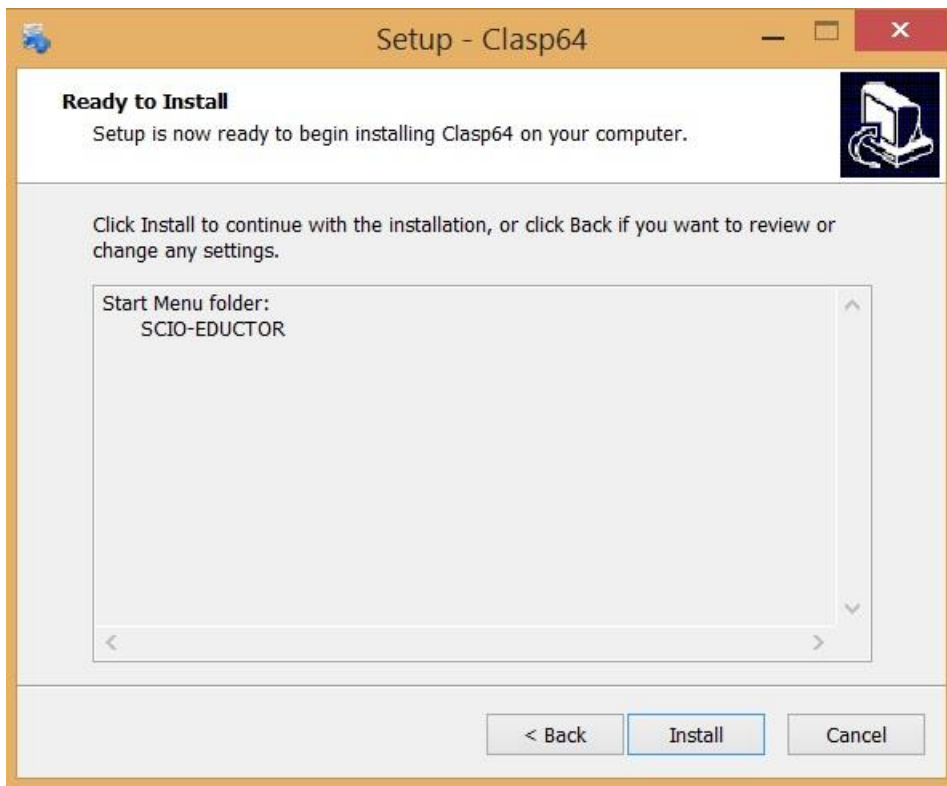 Setup - Clasp64
Ready to Install
Setup is now ready to begin installing Clasp64 on your computer.
Click Install to continue with the installation, or click Back if you want to review or
change any settings.
Start Menu folder:
SCIO-EDUCTOR
< Back
Install
Cancel